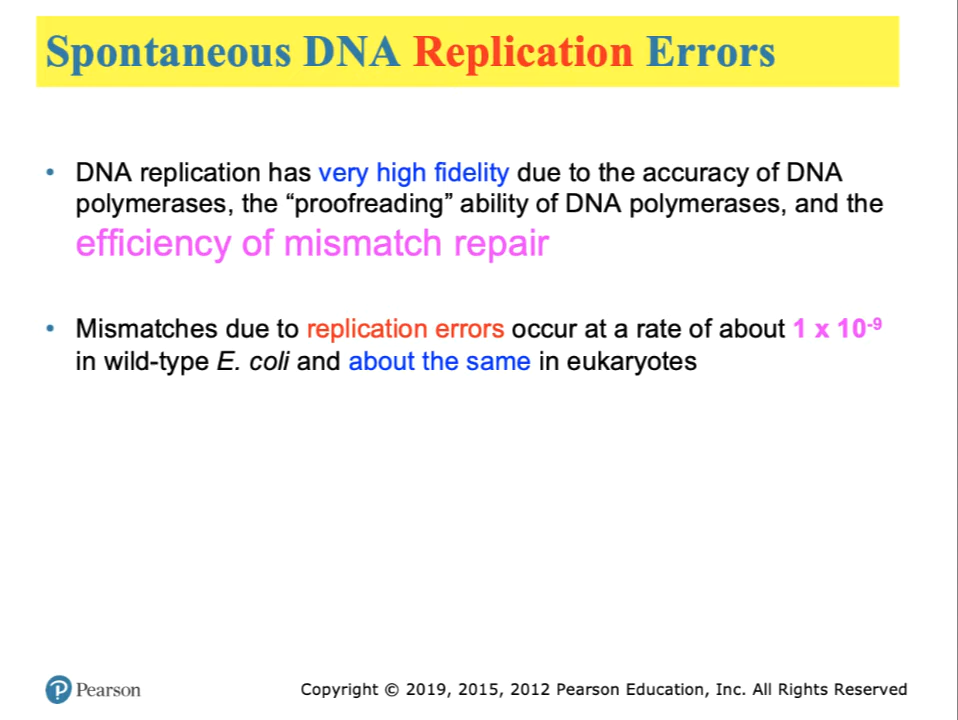 Spontaneous DNA Replication Errors
• DNA replication has very high fidelity due to the accuracy of DNA
polymerases, the “proofreading” ability of DNA polymerases, and the
efficiency of mismatch repair
• Mismatches due to replication errors occur at a rate of about 1 x 10⁻⁹
in wild-type E. coli and about the same in eukaryotes
P Pearson
Copyright © 2019, 2015, 2012 Pearson Education, Inc. All Rights Reserved